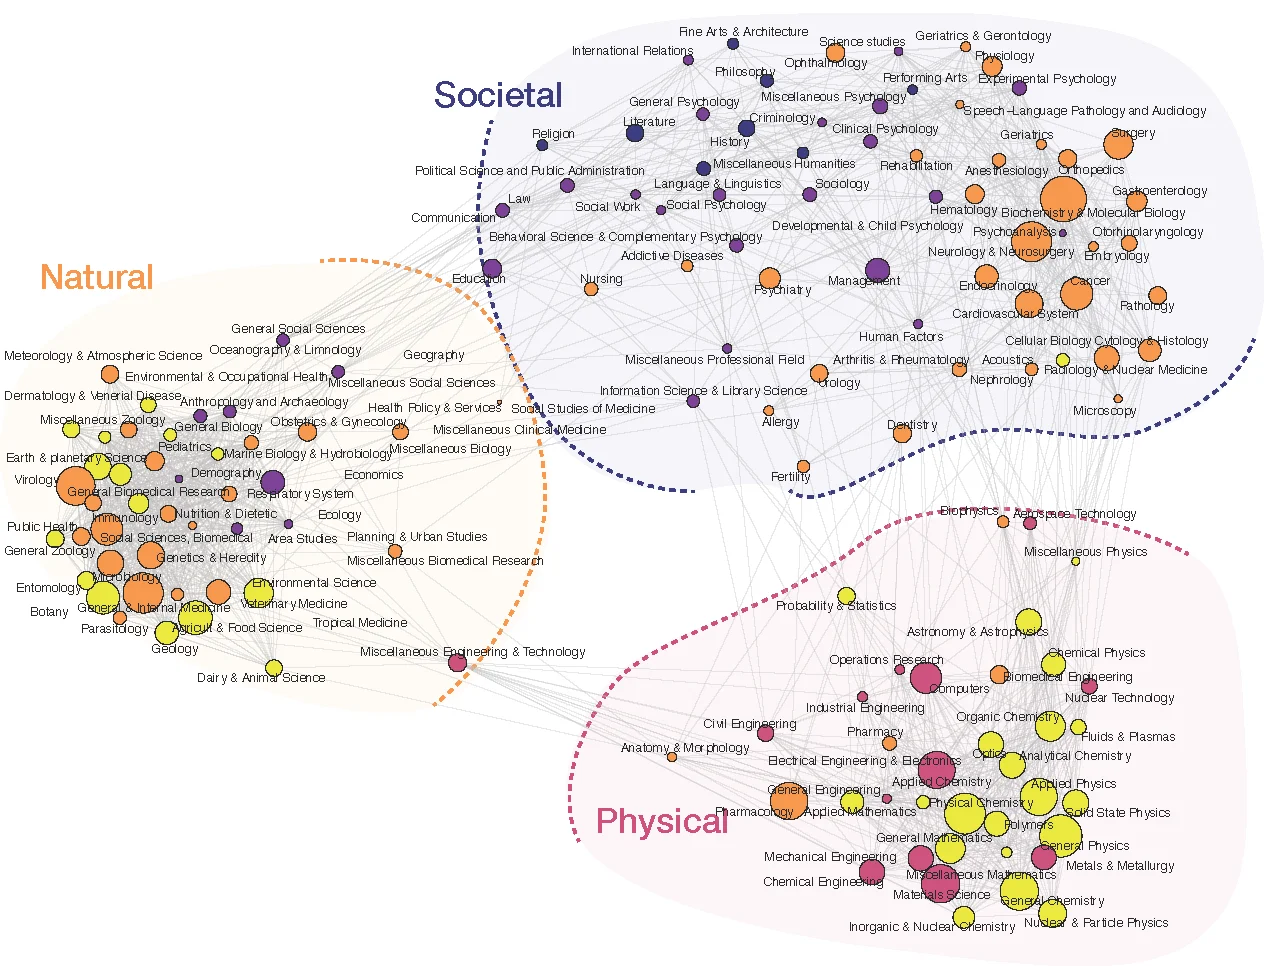 Fine Arts & Architecture
International Relations
Science studies
Geriatrics & Gerontology
Ophthalmology
Physiology
Philosophy
Performing Arts
Experimental Psychology
Societal
General Psychology
Miscellaneous Psychology
Speech-Language Pathology and Audiology
Literature
Criminology
Clinical Psychology
Religion
History
Geriatrics
Surgery
Political Science and Public Administration
Miscellaneous Humanities
Rehabilitation
Anesthesiology
Orthopedics
Language & Linguistics
Sociology
Gastroenterology
Law
Social Work
Social Psychology
Hematology
Biochemistry & Molecular Biology
Communication
Developmental & Child Psychology
Psychoanalysis
Otorhinolaryngology
Behavioral Science & Complementary Psychology
Neurology & Neurosurgery
Embryology
Addictive Diseases
Education
Nursing
Psychiatry
Management
Endocrinology
Cancer
Cardiovascular System
Pathology
Human Factors
Cellular Biology Cytology & Histology
Miscellaneous Professional Field
Arthritis & Rheumatology
Acoustics
Radiology & Nuclear Medicine
Urology
Nephrology
Information Science & Library Science
Allergy
Dentistry
Microscopy
Fertility
Natural
General Social Sciences
Oceanography & Limnology
Geography
Meteorology & Atmospheric Science
Environmental & Occupational Health
Miscellaneous Social Sciences
Dermatology & Venerial Disease
Anthropology and Archaeology
Health Policy & Services
Social Studies of Medicine
Miscellaneous Zoology
General Biology
Obstetrics & Gynecology
Miscellaneous Clinical Medicine
Pediatrics
Marine Biology & Hydrobiology
Miscellaneous Biology
Earth & planetary Science
Virology
Demography
Economics
General Biomedical Research
Respiratory System
Immunology
Nutrition & Dietetic
Ecology
Public Health
Social Sciences, Biomedical
Area Studies
Planning & Urban Studies
General Zoology
Genetics & Heredity
Miscellaneous Biomedical Research
Microbiology
Entomology
Environmental Science
Botany
General & Internal Medicine
Veterinary Medicine
Parasitology
Agricult & Food Science
Tropical Medicine
Geology
Dairy & Animal Science
Miscellaneous Engineering & Technology
Biophysics
Aerospace Technology
Miscellaneous Physics
Probability & Statistics
Astronomy & Astrophysics
Operations Research
Chemical Physics
Computers
Biomedical Engineering
Nuclear Technology
Industrial Engineering
Organic Chemistry
Civil Engineering
Pharmacy
Fluids & Plasmas
Anatomy & Morphology
Optics
Analytical Chemistry
Electrical Engineering & Electronics
Applied Chemistry
Applied Physics
General Engineering
Physical Chemistry
Pharmacology
Applied Mathematics
Solid State Physics
Physical
Polymers
General Mathematics
General Physics
Mechanical Engineering
Metals & Metallurgy
Chemical Engineering
Miscellaneous Mathematics
Materials Science
General Chemistry
Inorganic & Nuclear Chemistry
Nuclear & Particle Physics